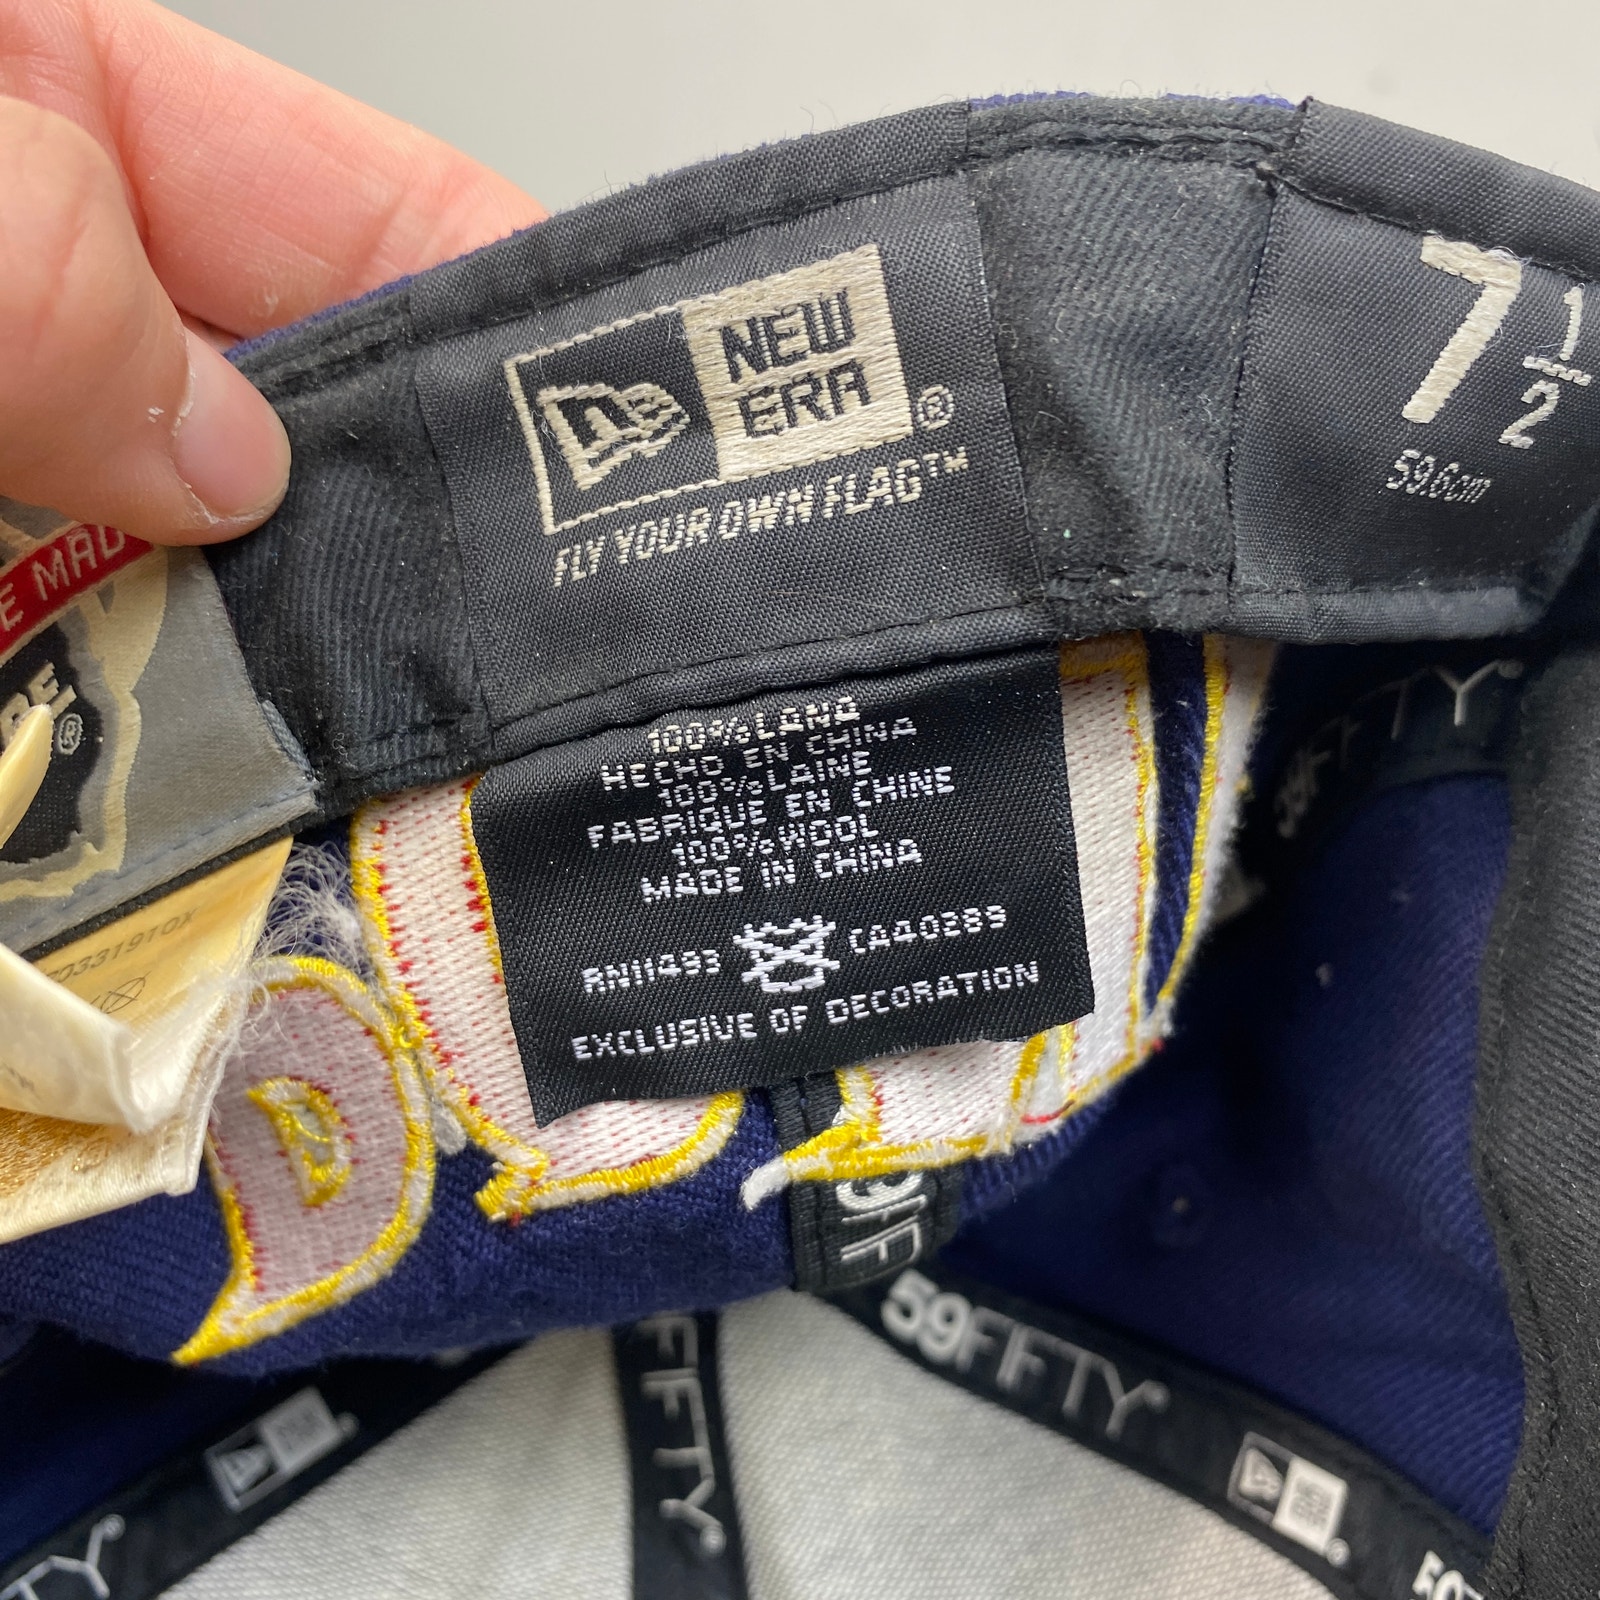 NEW
ERA®
FLY YOUR OWN FLAG™
7 1/2
59.6cm
100% LANA
HECHO EN CHINA
100% LAINE
FABRIQUE EN CHINE
100% WOOL
MADE IN CHINA
RN11493 CA40289
EXCLUSIVE OF DECORATION
59FIFTY
59FIFTY